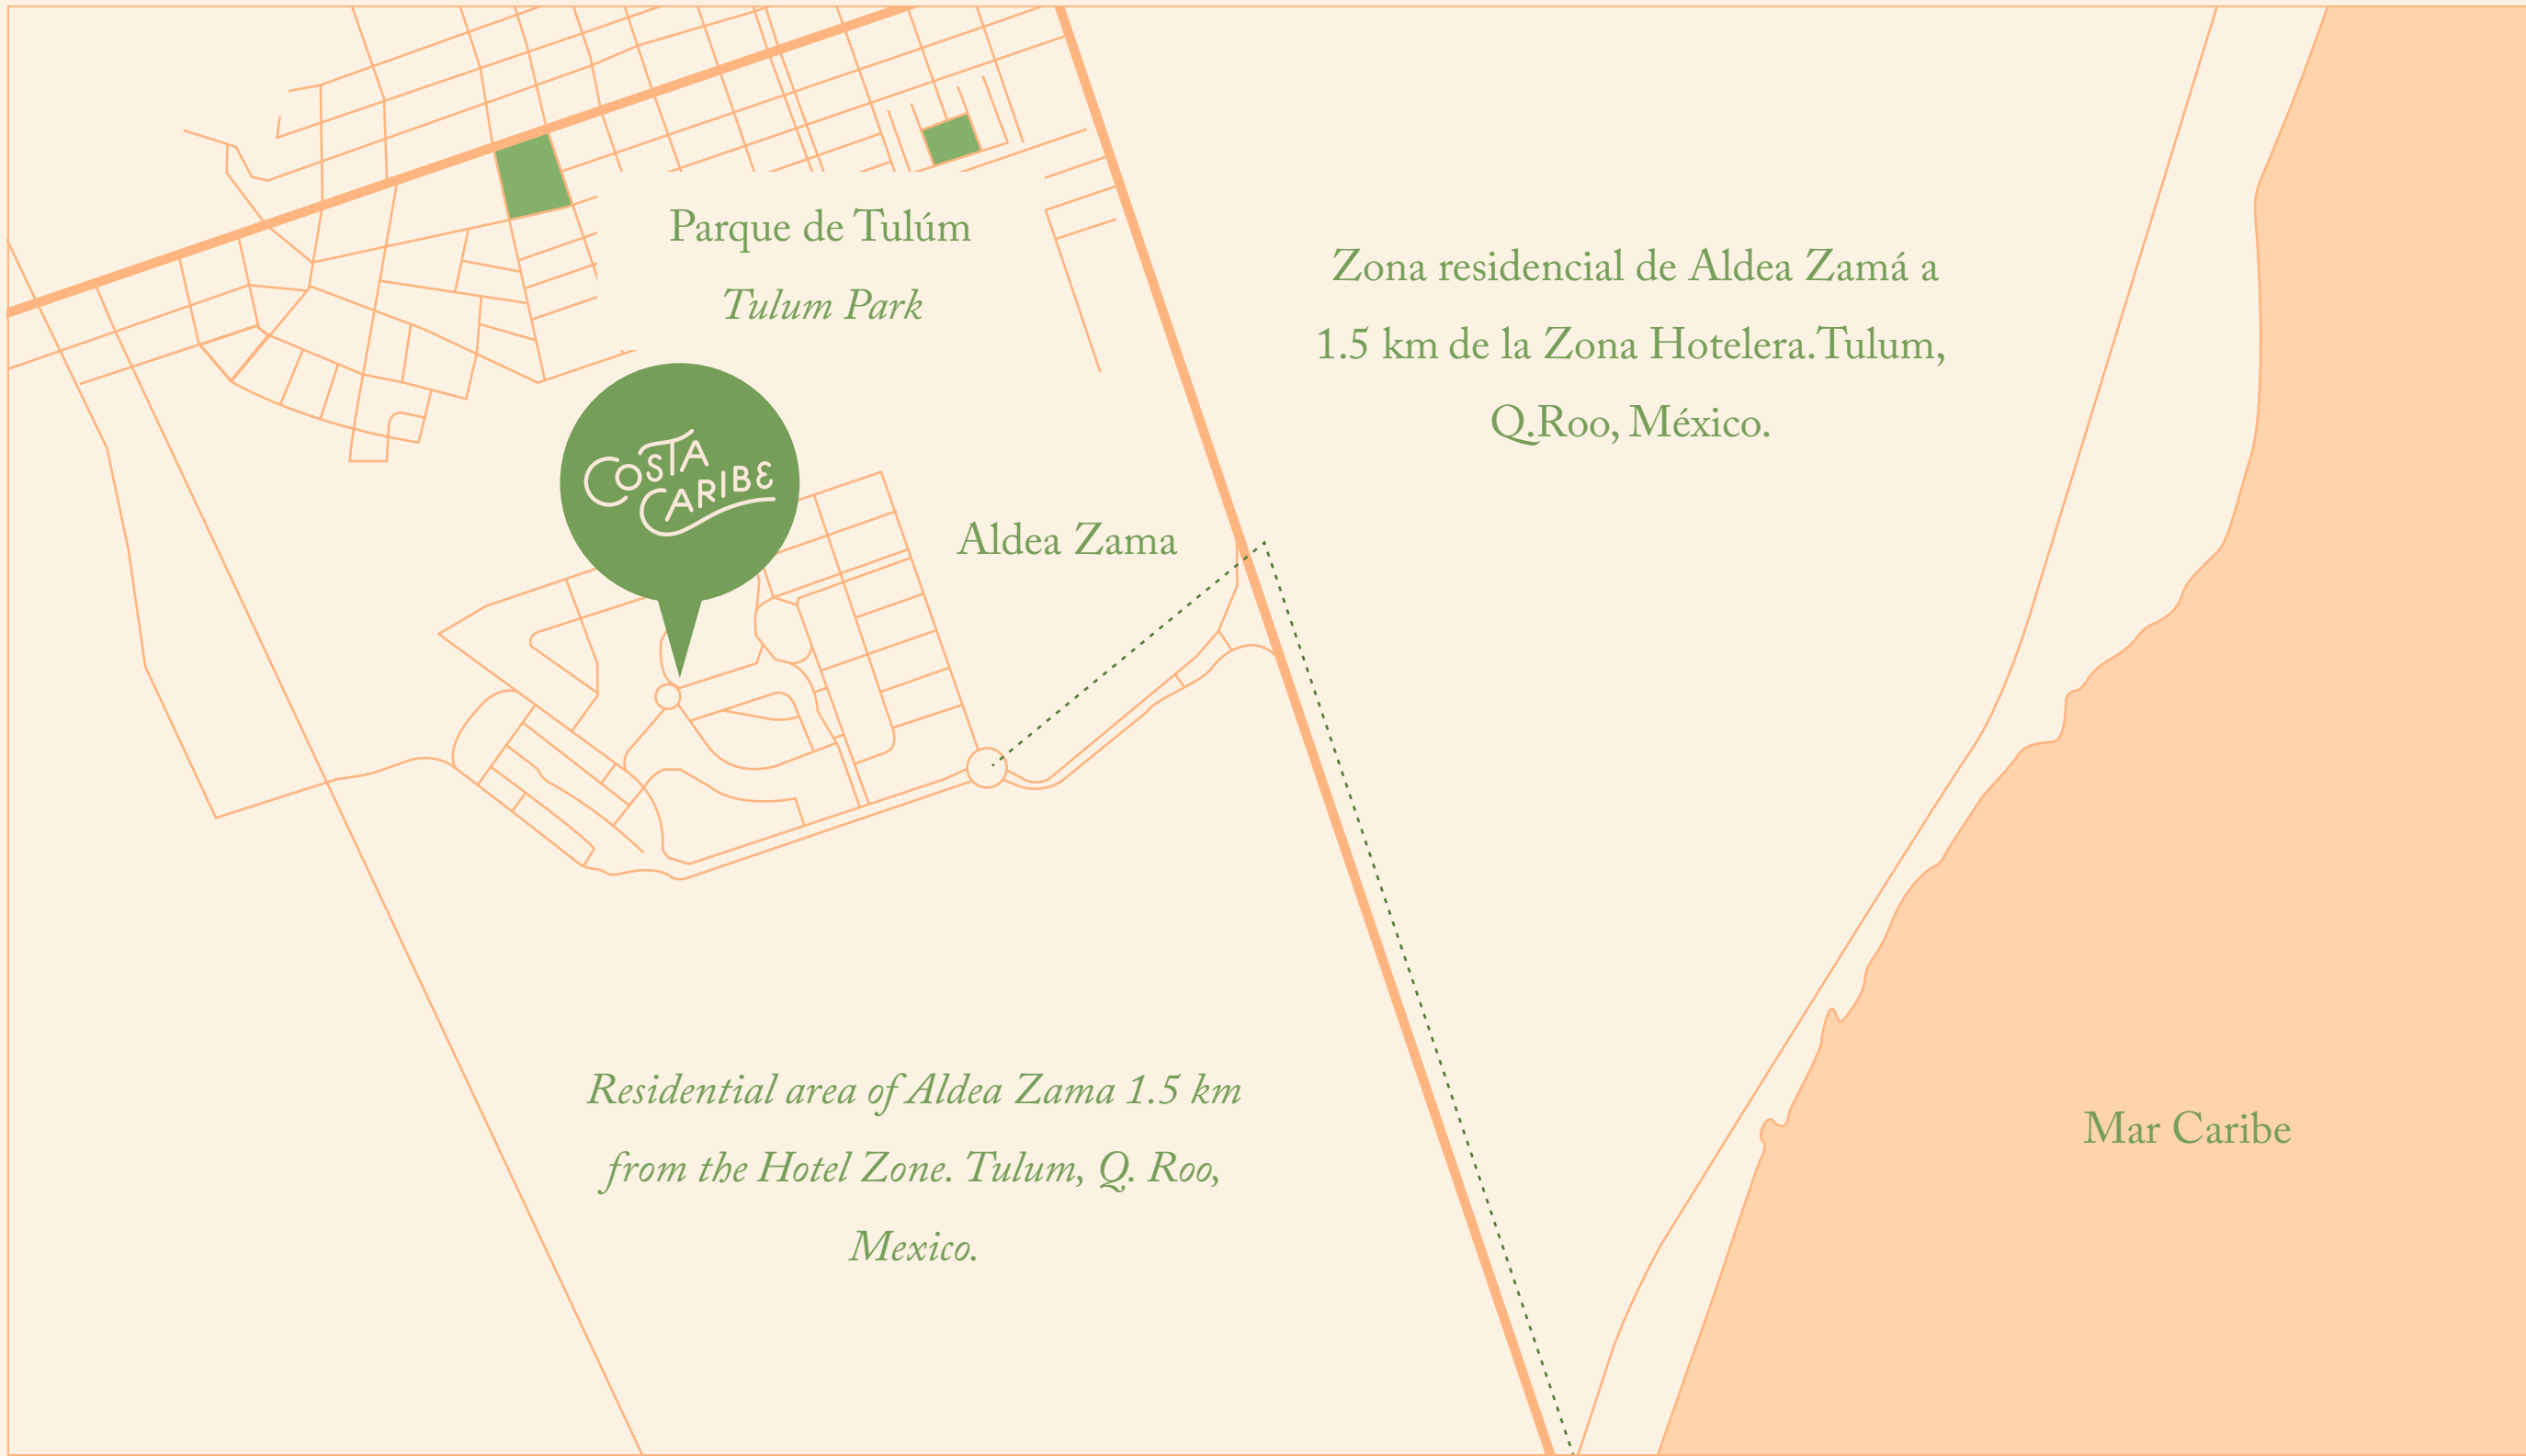 Parque de Tulúm
Tulum Park
Zona residencial de Aldea Zamá a
1.5 km de la Zona Hotelera.Tulum,
Q.Roo, México.
COSTA
CARIBE
Aldea Zama
Residential area of Aldea Zama 1.5 km
from the Hotel Zone. Tulum, Q. Roo,
Mexico.
Mar Caribe